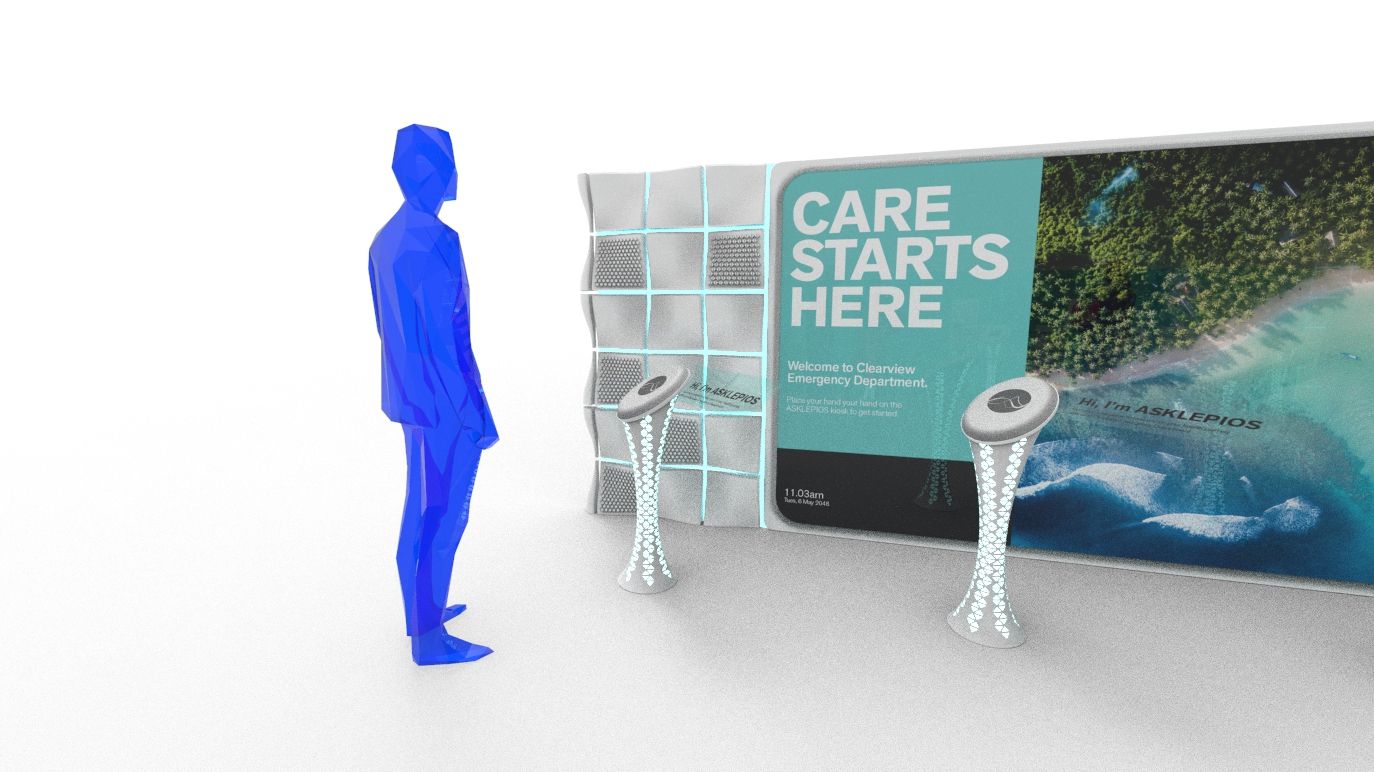 CARE
STARTS
HERE
Welcome to Clearview
Emergency Department.
Place your hand your hand on the
ASKLEPIOS kiosk to get started.
11.03am
Tues, 6 May 2046
Hi, I'm ASKLEPIOS
Hi, I'm ASKLEPIOS